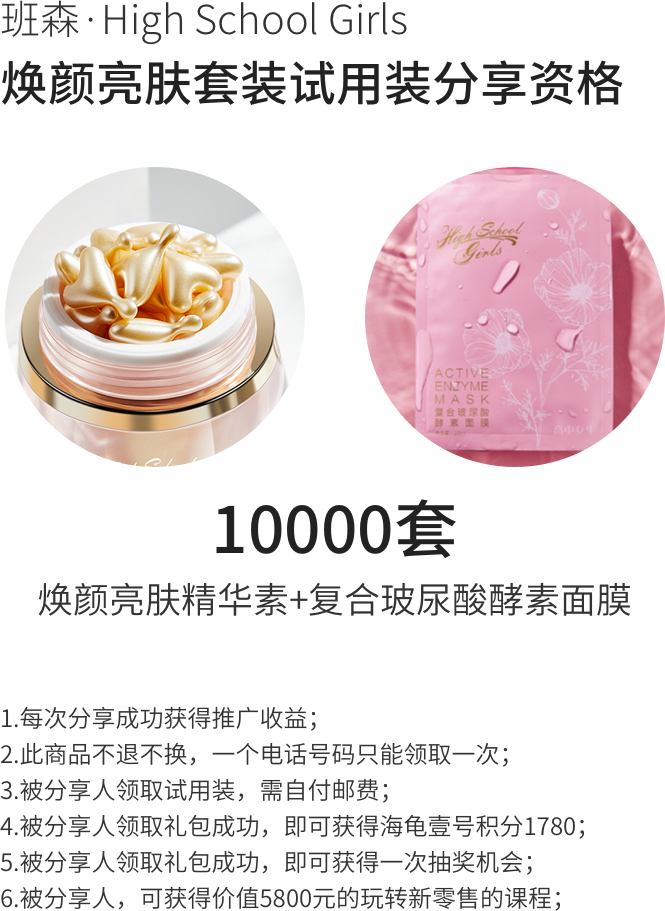 班森·High School Girls
焕颜亮肤套装试用装分享资格
High School
Girls
ACTIVE
ENZYME
MASK
复合玻尿酸
酵素面膜
10000套
焕颜亮肤精华素+复合玻尿酸酵素面膜
1.每次分享成功获得推广收益；
2.此商品不退不换，一个电话号码只能领取一次；
3.被分享人领取试用装，需自付邮费；
4.被分享人领取礼包成功，即可获得海龟壹号积分1780；
5.被分享人领取礼包成功，即可获得一次抽奖机会；
6.被分享人，可获得价值5800元的玩转新零售的课程；